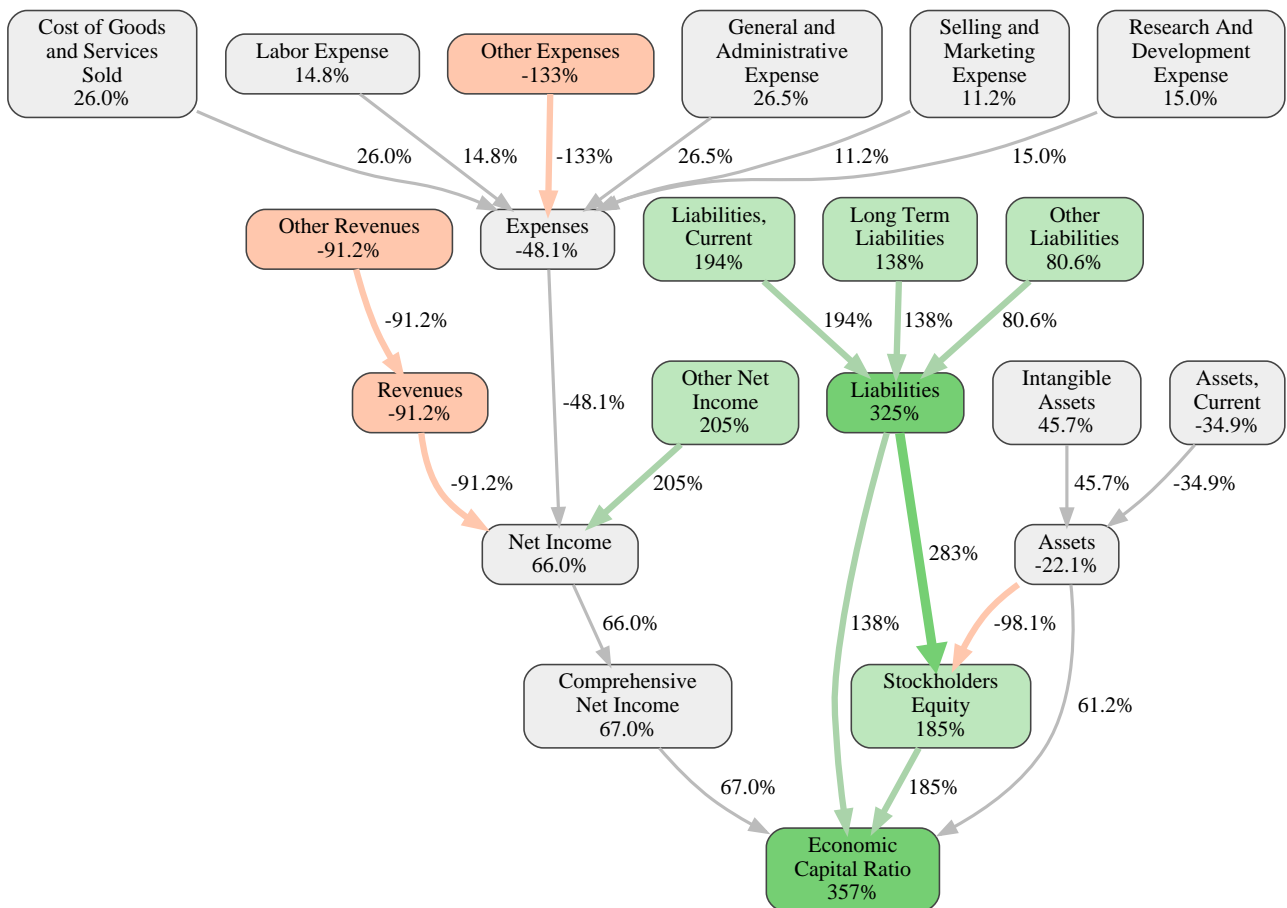 Cost of Goods
and Services
Sold
26.0%
Labor Expense
14.8%
Other Expenses
-133%
General and
Administrative
Expense
26.5%
Selling and
Marketing
Expense
11.2%
Research And
Development
Expense
15.0%
26.0%
14.8%
-133%
26.5%
11.2%
15.0%
Other Revenues
-91.2%
Expenses
-48.1%
Liabilities,
Current
194%
Long Term
Liabilities
138%
Other
Liabilities
80.6%
-91.2%
194%
138%
80.6%
Revenues
-91.2%
-48.1%
Other Net
Income
205%
Liabilities
325%
Intangible
Assets
45.7%
Assets,
Current
-34.9%
-91.2%
205%
45.7%
-34.9%
Net Income
66.0%
283%
Assets
-22.1%
66.0%
138%
-98.1%
Comprehensive
Net Income
67.0%
Stockholders
Equity
185%
61.2%
67.0%
185%
Economic
Capital Ratio
357%